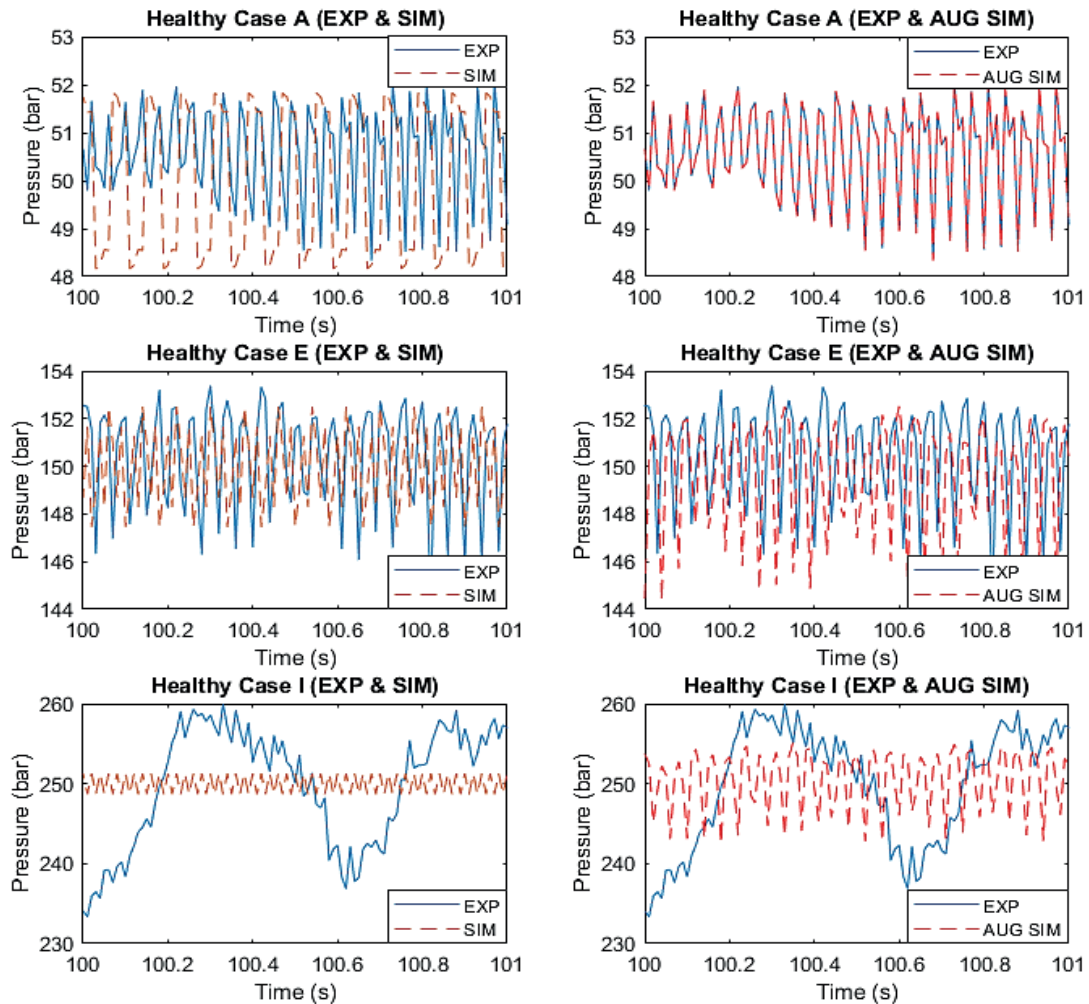 Healthy Case A (EXP & SIM)
53
52
51
50
49
48
Pressure (bar)
EXP
SIM
100 100.2 100.4 100.6 100.8 101
Time (s)
Healthy Case A (EXP & AUG SIM)
53
52
51
50
49
48
Pressure (bar)
EXP
AUG SIM
100 100.2 100.4 100.6 100.8 101
Time (s)
Healthy Case E (EXP & SIM)
154
152
150
148
146
144
Pressure (bar)
EXP
SIM
100 100.2 100.4 100.6 100.8 101
Time (s)
Healthy Case E (EXP & AUG SIM)
154
152
150
148
146
144
Pressure (bar)
EXP
AUG SIM
100 100.2 100.4 100.6 100.8 101
Time (s)
Healthy Case I (EXP & SIM)
260
250
240
230
Pressure (bar)
EXP
SIM
100 100.2 100.4 100.6 100.8 101
Time (s)
Healthy Case I (EXP & AUG SIM)
260
250
240
230
Pressure (bar)
EXP
AUG SIM
100 100.2 100.4 100.6 100.8 101
Time (s)